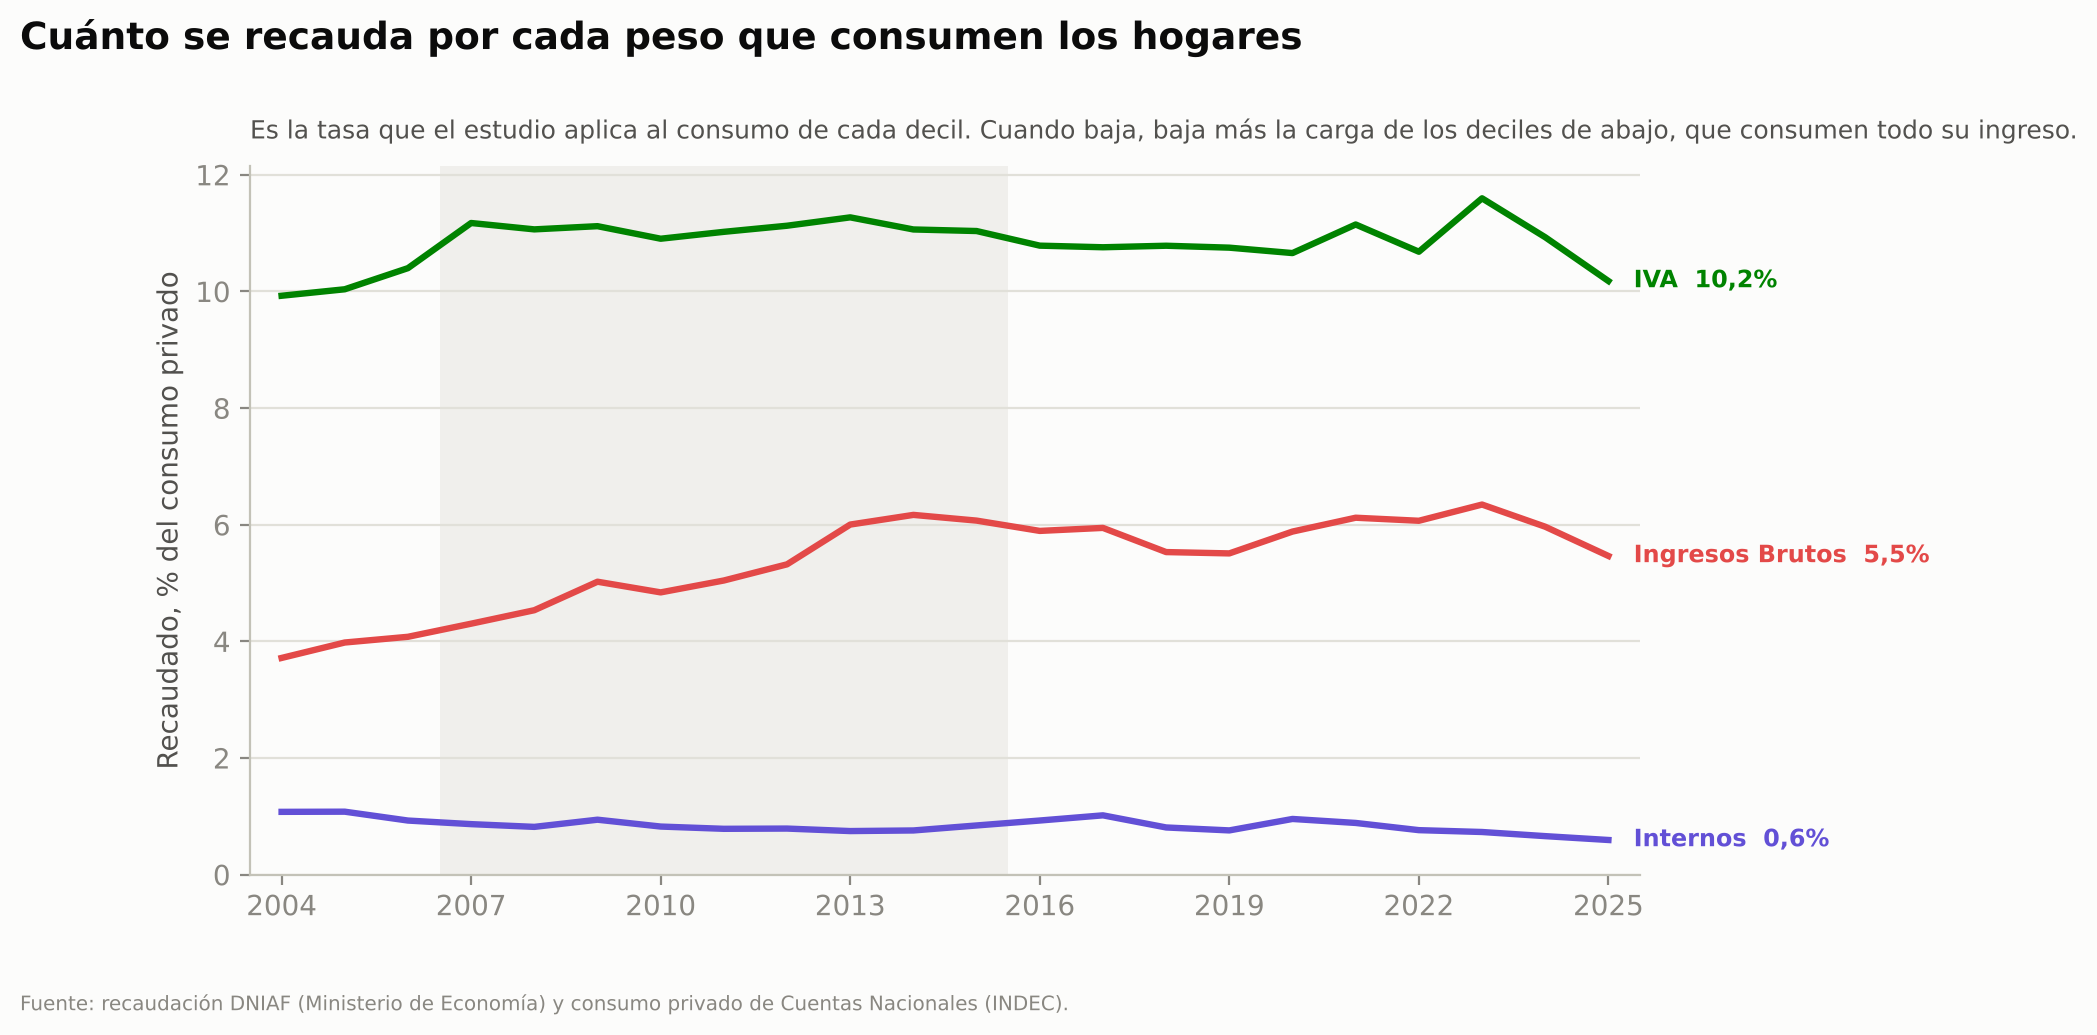 Cuánto se recauda por cada peso que consumen los hogares
Es la tasa que el estudio aplica al consumo de cada decil. Cuando baja, baja más la carga de los deciles de abajo, que consumen todo su ingreso.
Recaudado, % del consumo privado
12
10
8
6
4
2
0
IVA 10,2%
Ingresos Brutos 5,5%
Internos 0,6%
2004 2007 2010 2013 2016 2019 2022 2025
Fuente: recaudación DNIAF (Ministerio de Economía) y consumo privado de Cuentas Nacionales (INDEC).